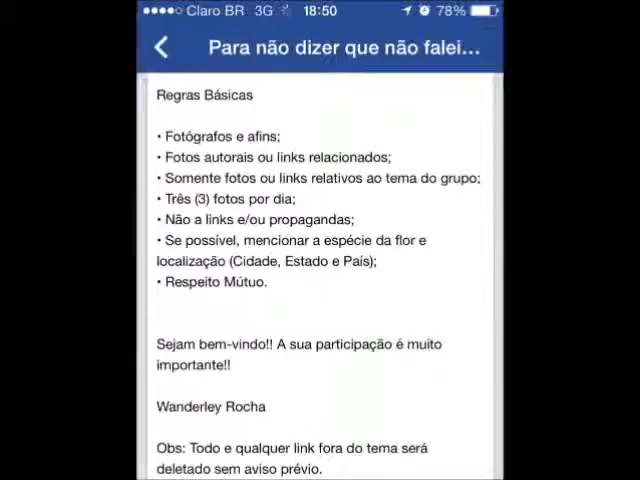 Claro BR 3G 18:50 78%
Para não dizer que não falei...
Regras Básicas
• Fotógrafos e afins;
• Fotos autorais ou links relacionados;
• Somente fotos ou links relativos ao tema do grupo;
• Três (3) fotos por dia;
• Não a links e/ou propagandas;
• Se possível, mencionar a espécie da flor e
localização (Cidade, Estado e País);
• Respeito Mútuo.
Sejam bem-vindo!! A sua participação é muito
importante!!
Wanderley Rocha
Obs: Todo e qualquer link fora do tema será
deletado sem aviso prévio.